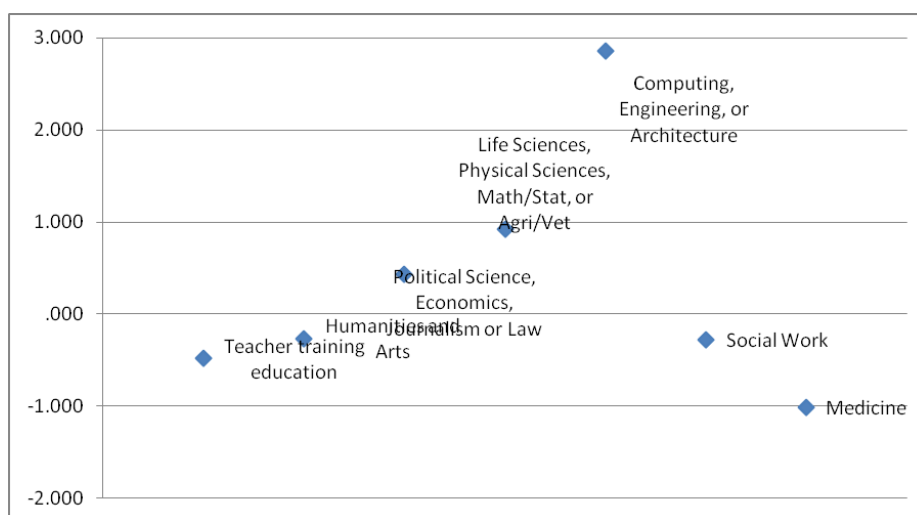 3.000
2.000
1.000
.000
-1.000
-2.000
Computing,
Engineering, or
Architecture
Life Sciences,
Physical Sciences,
Math/Stat, or
Agri/Vet
Political Science,
Economics,
Journalism or Law
Humanities and
Arts
Teacher training
education
Social Work
Medicine